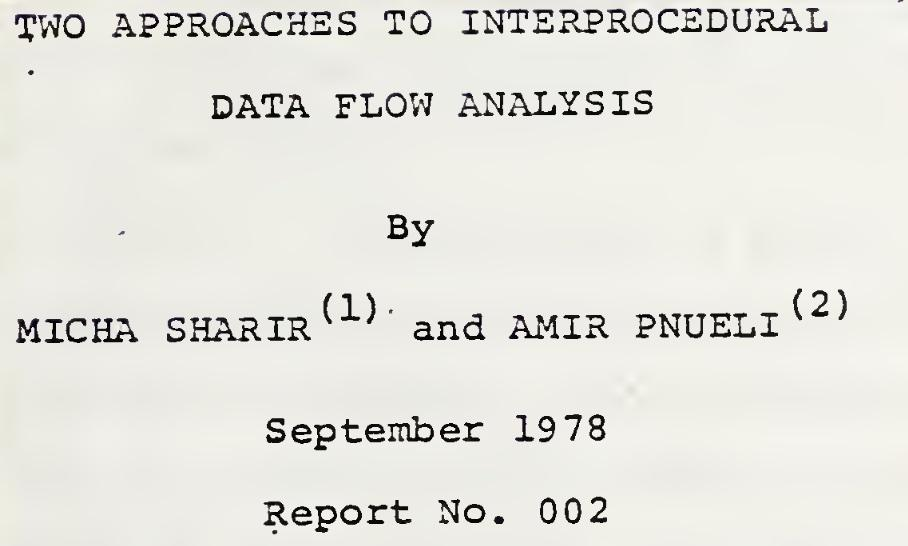 TWO APPROACHES TO INTERPROCEDURAL
DATA FLOW ANALYSIS
By
MICHA SHARIR(1) and AMIR PNUELI(2)
September 1978
Report No. 002